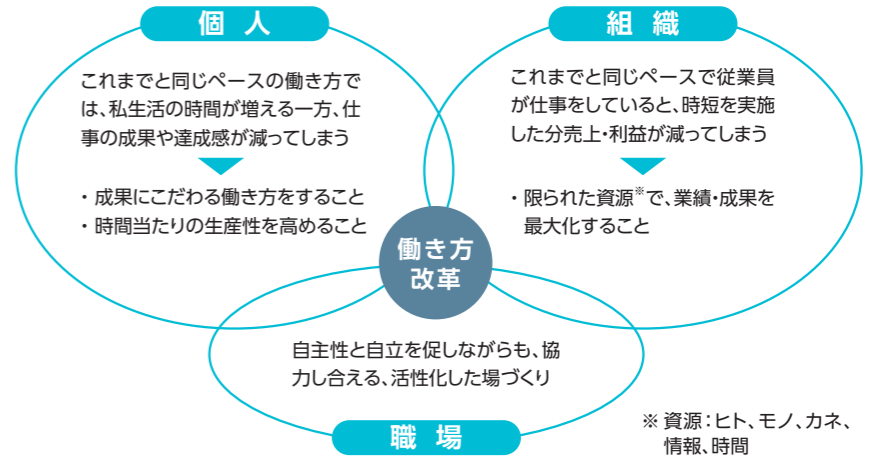 個 人
これまでと同じペースの働き方で
は、私生活の時間が増える一方、仕
事の成果や達成感が減ってしまう
・ 成果にこだわる働き方をすること
・ 時間当たりの生産性を高めること
組 織
これまでと同じペースで従業員
が仕事をしていると、時短を実施
した分売上・利益が減ってしまう
・ 限られた資源※で、業績・成果を
最大化すること
働き方
改革
自主性と自立を促しながらも、協
力し合える、活性化した場づくり
職 場
※ 資源：ヒト、モノ、カネ、
情報、時間